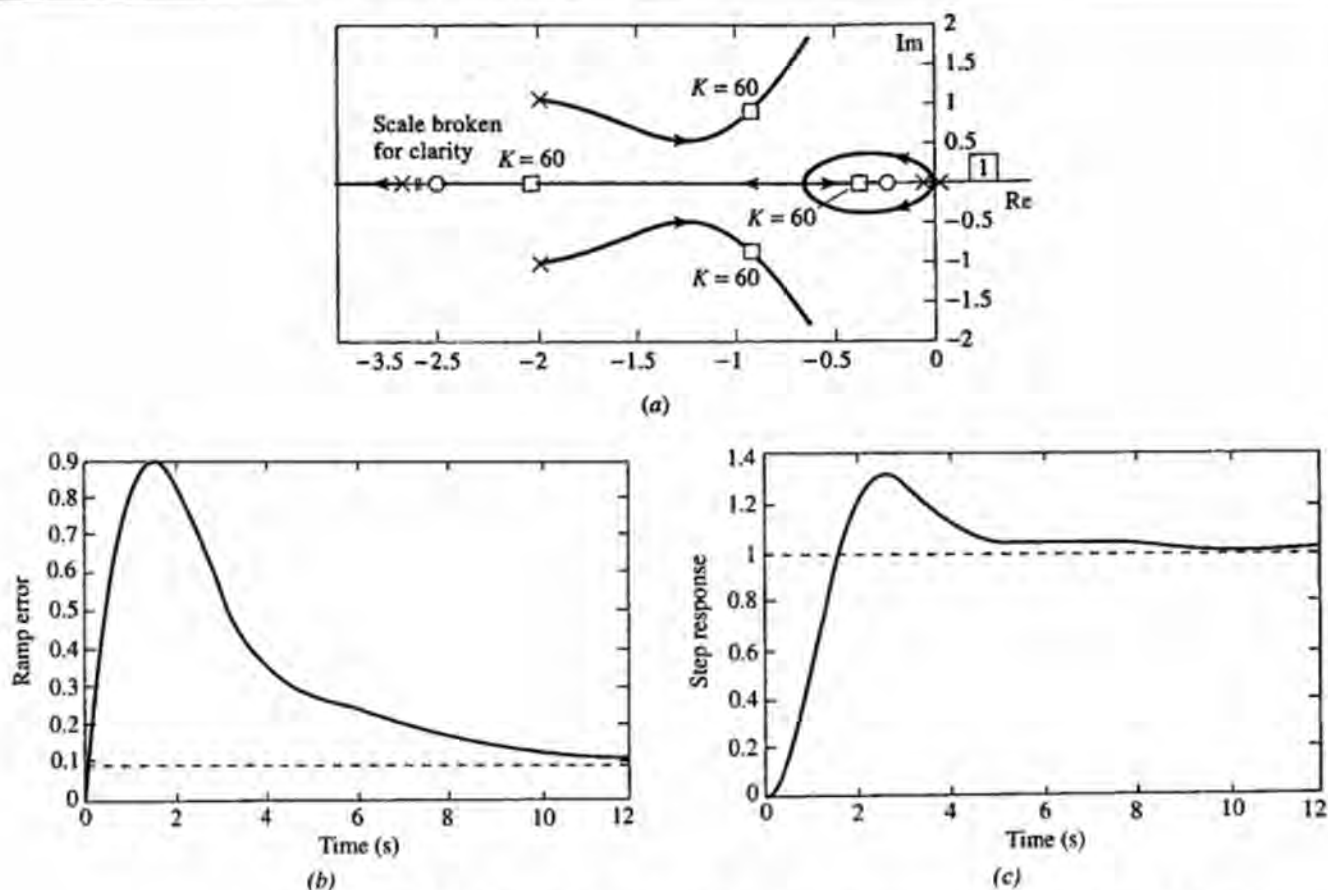 2
Im
1.5
K = 60
1
Scale broken
for clarity
0.5
K = 60
0
1
Re
K = 60
−0.5
−1
K = 60
−1.5
−2
−3.5 −2.5 −2 −1.5 −1 −0.5 0
(a)
0.9
0.8
0.7
0.6
0.5
0.4
0.3
0.2
0.1
0
Ramp error
0 2 4 6 8 10 12
Time (s)
(b)
1.4
1.2
1
0.8
0.6
0.4
0.2
0
Step response
0 2 4 6 8 10 12
Time (s)
(c)